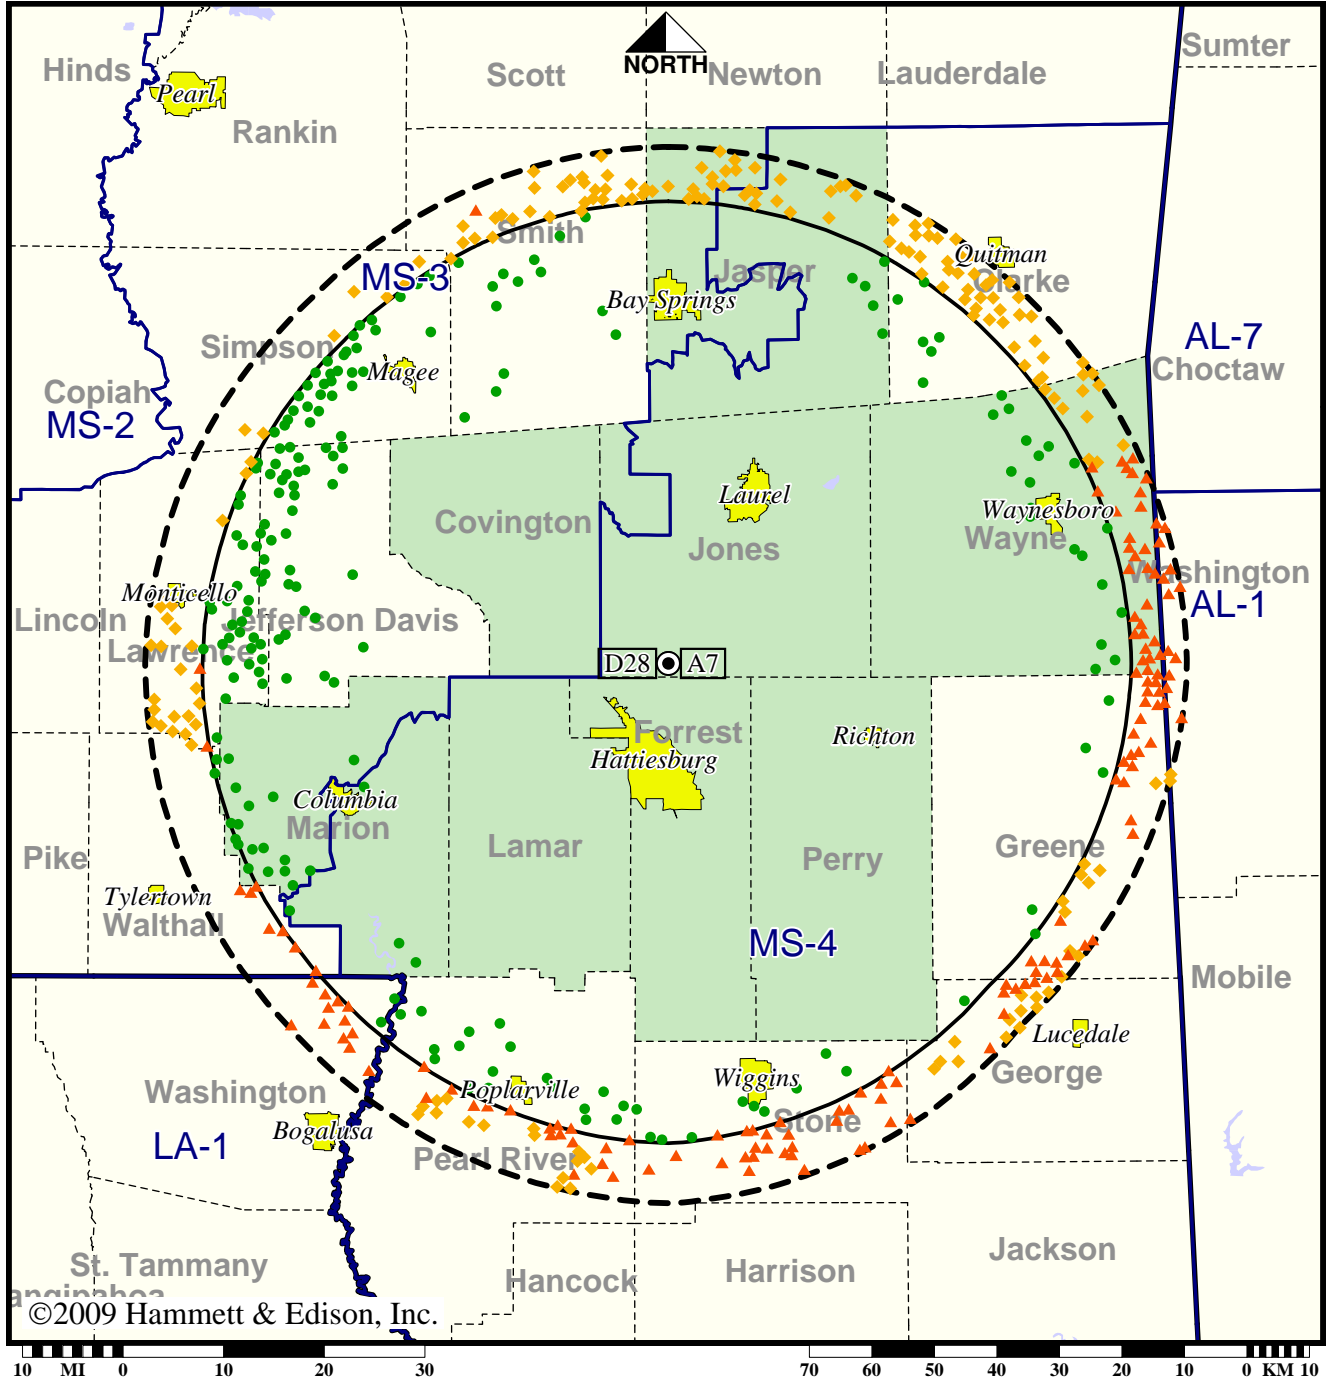 Sumter
Hinds
Scott
NORTH
Newton
Lauderdale
Pearl
Rankin
Smith
Quitman
MS-3
Jasper
Clarke
Bay Springs
AL-7
Simpson
Magee
Choctaw
Copiah
MS-2
Laurel
Covington
Waynesboro
Jones
Wayne
Washington
Monticello
AL-1
Lincoln
Jefferson Davis
Lawrence
D28
A7
Forrest
Richton
Hattiesburg
Columbia
Marion
Lamar
Greene
Pike
Perry
Tylertown
Walthall
MS-4
Mobile
Lucedale
Washington
Poplarville
Wiggins
George
Bogalusa
Stone
LA-1
Pearl River
St. Tammany
Hancock
Harrison
Jackson
©2009 Hammett & Edison, Inc.
10 MI 0 10 20 30
70 60 50 40 30 20 10 0 KM 10